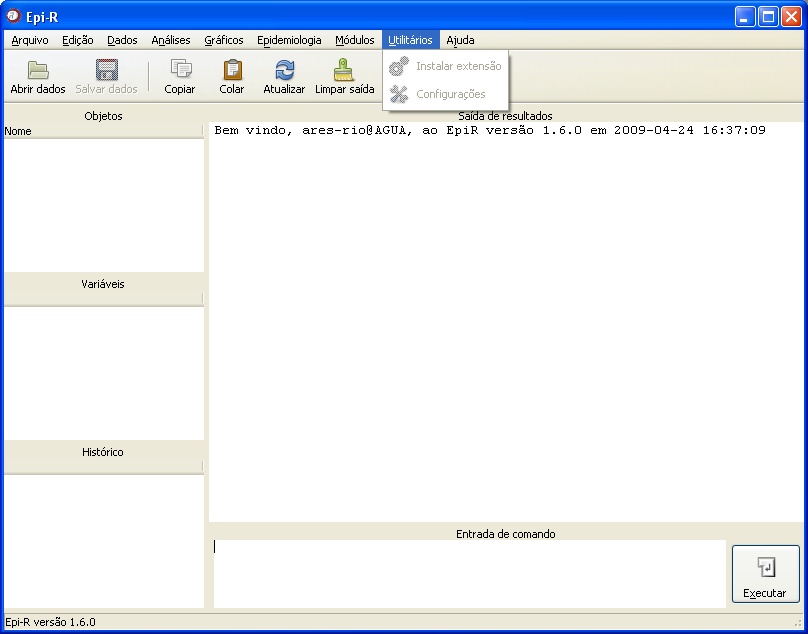 Epi-R
Arquivo Edição Dados Análises Gráficos Epidemiologia Módulos Utilitários Ajuda
Abrir dados Salvar dados Copiar Colar Atualizar Limpar saída
Instalar extensão
Configurações
Objetos
Saída de resultados
Nome
Bem vindo, ares-rio@AGUA, ao EpiR versão 1.6.0 em 2009-04-24 16:37:09
Variáveis
Histórico
Entrada de comando
Executar
Epi-R versão 1.6.0